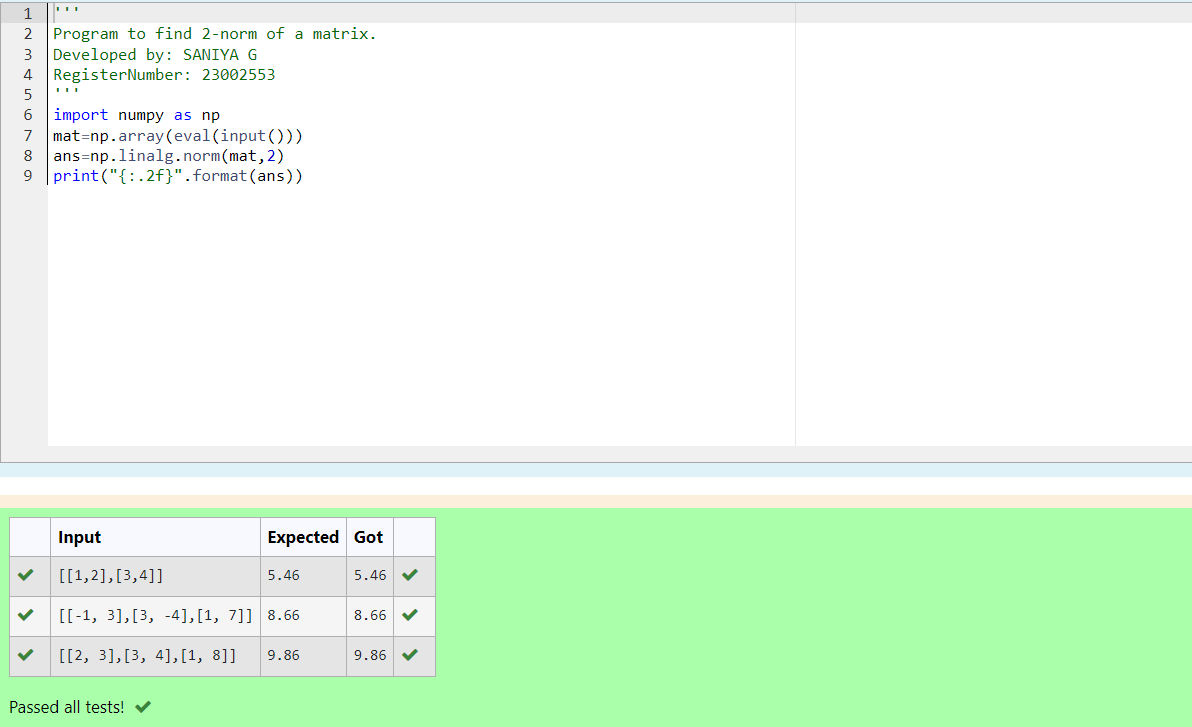 1 '''
2 Program to find 2-norm of a matrix.
3 Developed by: SANIYA G
4 RegisterNumber: 23002553
5 '''
6 import numpy as np
7 mat=np.array(eval(input()))
8 ans=np.linalg.norm(mat,2)
9 print("{:.2f}".format(ans))
Input Expected Got
[[1,2],[3,4]] 5.46 5.46
[[-1, 3],[3, -4],[1, 7]] 8.66 8.66
[[2, 3],[3, 4],[1, 8]] 9.86 9.86
Passed all tests!